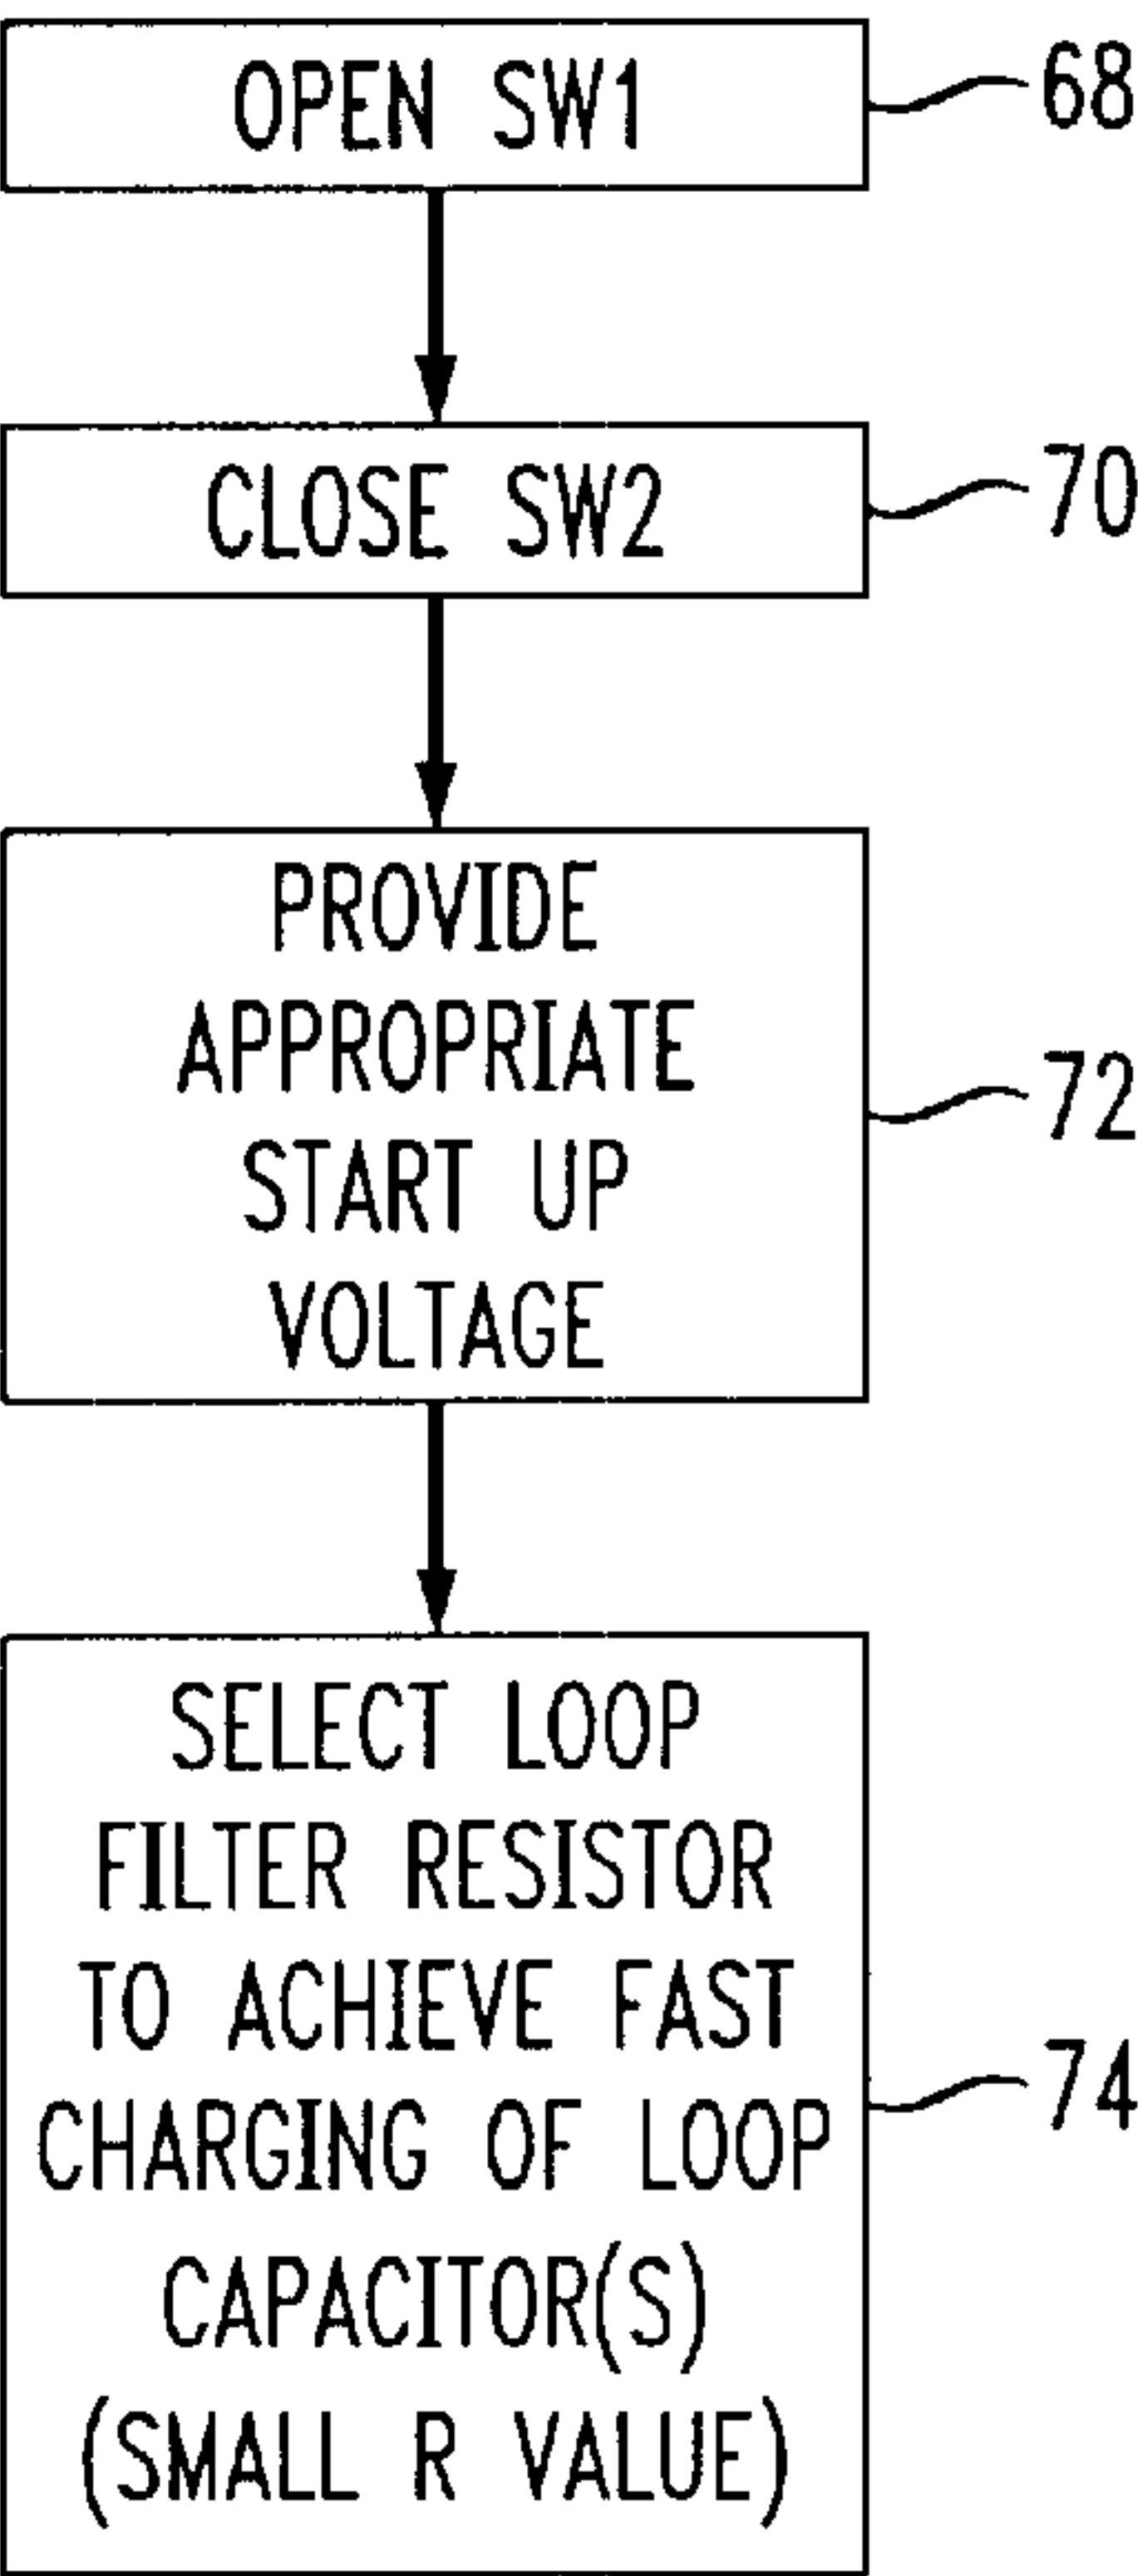 OPEN SW1
68
CLOSE SW2
70
PROVIDE
APPROPRIATE
START UP
VOLTAGE
72
SELECT LOOP
FILTER RESISTOR
TO ACHIEVE FAST
CHARGING OF LOOP
CAPACITOR(S)
(SMALL R VALUE)
74